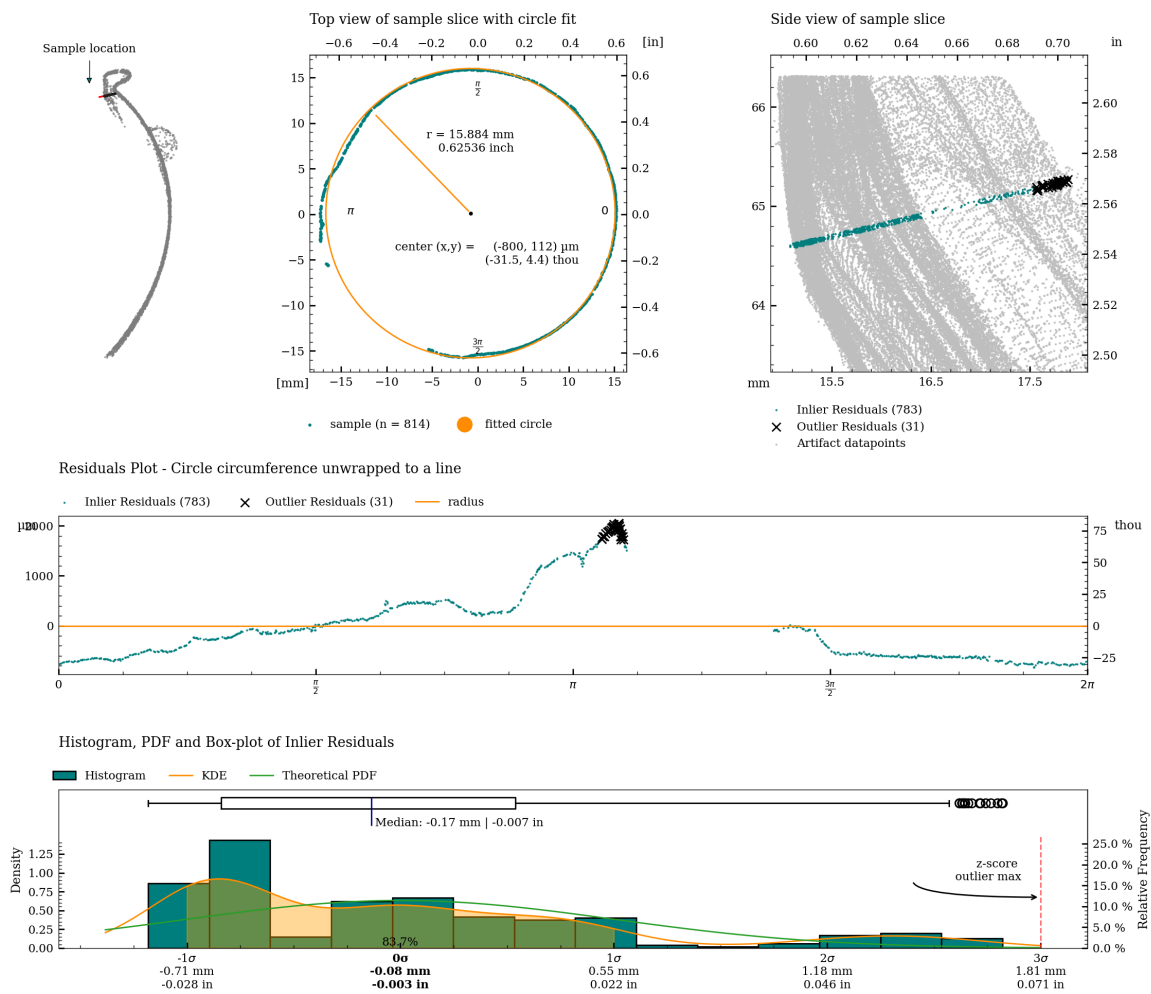 Sample location
Top view of sample slice with circle fit
−0.6 −0.4 −0.2 −0.0 0.2 0.4 0.6 [in]
15
10
5
0
−5
−10
−15
0.6
0.4
0.2
0.0
−0.2
−0.4
−0.6
π/2
r = 15.884 mm
0.62536 inch
π
0
center (x,y) = (-800, 112) µm
(-31.5, 4.4) thou
3π/2
[mm] −15 −10 −5 0 5 10 15
sample (n = 814) fitted circle
Side view of sample slice
0.60 0.62 0.64 0.66 0.68 0.70 in
66
65
64
2.60
2.58
2.56
2.54
2.52
2.50
mm 15.5 16.5 17.5
Inlier Residuals (783)
Outlier Residuals (31)
Artifact datapoints
Residuals Plot - Circle circumference unwrapped to a line
Inlier Residuals (783) Outlier Residuals (31) radius
µm 2000
1000
0
75 thou
50
25
0
−25
0 π/2 π 3π/2 2π
Histogram, PDF and Box-plot of Inlier Residuals
Histogram KDE Theoretical PDF
Median: -0.17 mm | -0.007 in
Density
1.25
1.00
0.75
0.50
0.25
0.00
25.0 %
20.0 %
15.0 %
10.0 %
5.0 %
0.0 %
Relative Frequency
z-score
outlier max
83.7%
-1σ 0σ 1σ 2σ 3σ
-0.71 mm -0.08 mm 0.55 mm 1.18 mm 1.81 mm
-0.028 in -0.003 in 0.022 in 0.046 in 0.071 in